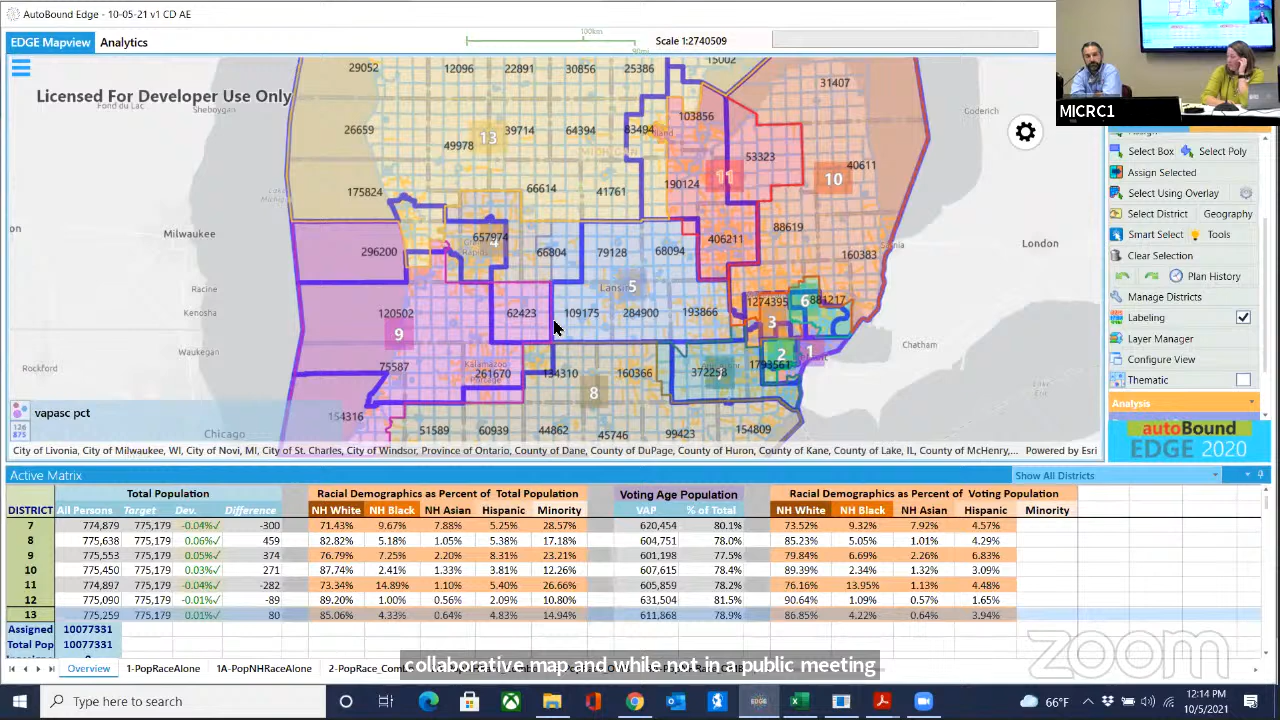 AutoBound Edge - 10-05-21 v1 CD AE
EDGE Mapview Analytics
100km
90mi
Scale 1:2740509
Licensed For Developer Use Only
Fond du Lac
Sheboygan
Milwaukee
Racine
Kenosha
Waukegan
Rockford
Chicago
Goderich
London
Sarnia
Chatham
Lansing
Kalamazoo
Portage
29052 12096 22891 30856 25386 15002
31407
26659 49978 13 39714 64394 83494 103856
53323 40611
175824 66614 41761 190124 11 10
296200 657974 4 66804 79128 68094 406211 88619 160383
120502 62423 109175 284900 5 193866 1274395 6 881217
9 3 2 1
75587 261670 134310 160366 372258 1793561
8
154316 51589 60939 44862 45746 99423 154809
vapasc pct
City of Livonia, City of Milwaukee, WI, City of Novi, MI, City of St. Charles, City of Windsor, Province of Ontario, County of Dane, County of DuPage, County of Huron, County of Kane, County of Lake, IL, County of McHenry,... Powered by Esri
MICRC1
Select Box Select Poly
Assign Selected
Select Using Overlay
Select District Geography
Smart Select Tools
Clear Selection
Plan History
Manage Districts
Labeling
Layer Manager
Configure View
Thematic
Analysis
autoBound
EDGE 2020
Active Matrix Show All Districts
Total Population Racial Demographics as Percent of Total Population Voting Age Population Racial Demographics as Percent of Voting Population
DISTRICT All Persons Target Dev. Difference NH White NH Black NH Asian Hispanic Minority VAP % of Total NH White NH Black NH Asian Hispanic Minority
7 774,879 775,179 -0.04%✓ -300 71.43% 9.67% 7.88% 5.25% 28.57% 620,454 80.1% 73.52% 9.32% 7.92% 4.57%
8 775,638 775,179 0.06%✓ 459 82.82% 5.18% 1.05% 5.38% 17.18% 604,751 78.0% 85.23% 5.05% 1.01% 4.29%
9 775,553 775,179 0.05%✓ 374 76.79% 7.25% 2.20% 8.31% 23.21% 601,198 77.5% 79.84% 6.69% 2.26% 6.83%
10 775,450 775,179 0.03%✓ 271 87.74% 2.41% 1.33% 3.81% 12.26% 607,615 78.4% 89.39% 2.34% 1.32% 3.09%
11 774,897 775,179 -0.04%✓ -282 73.34% 14.89% 1.10% 5.40% 26.66% 605,859 78.2% 76.16% 13.95% 1.13% 4.48%
12 775,090 775,179 -0.01%✓ -89 89.20% 1.00% 0.56% 2.09% 10.80% 631,504 81.5% 90.64% 1.09% 0.57% 1.65%
13 775,259 775,179 0.01%✓ 80 85.06% 4.33% 0.64% 4.83% 14.94% 611,868 78.9% 86.85% 4.22% 0.64% 3.94%
Assigned 10077331
Total Pop 10077331
Overview 1-PopRaceAlone 1A-PopNHRaceAlone
collaborative map and while not in a public meeting
zoom
Type here to search
66°F
12:14 PM
10/5/2021